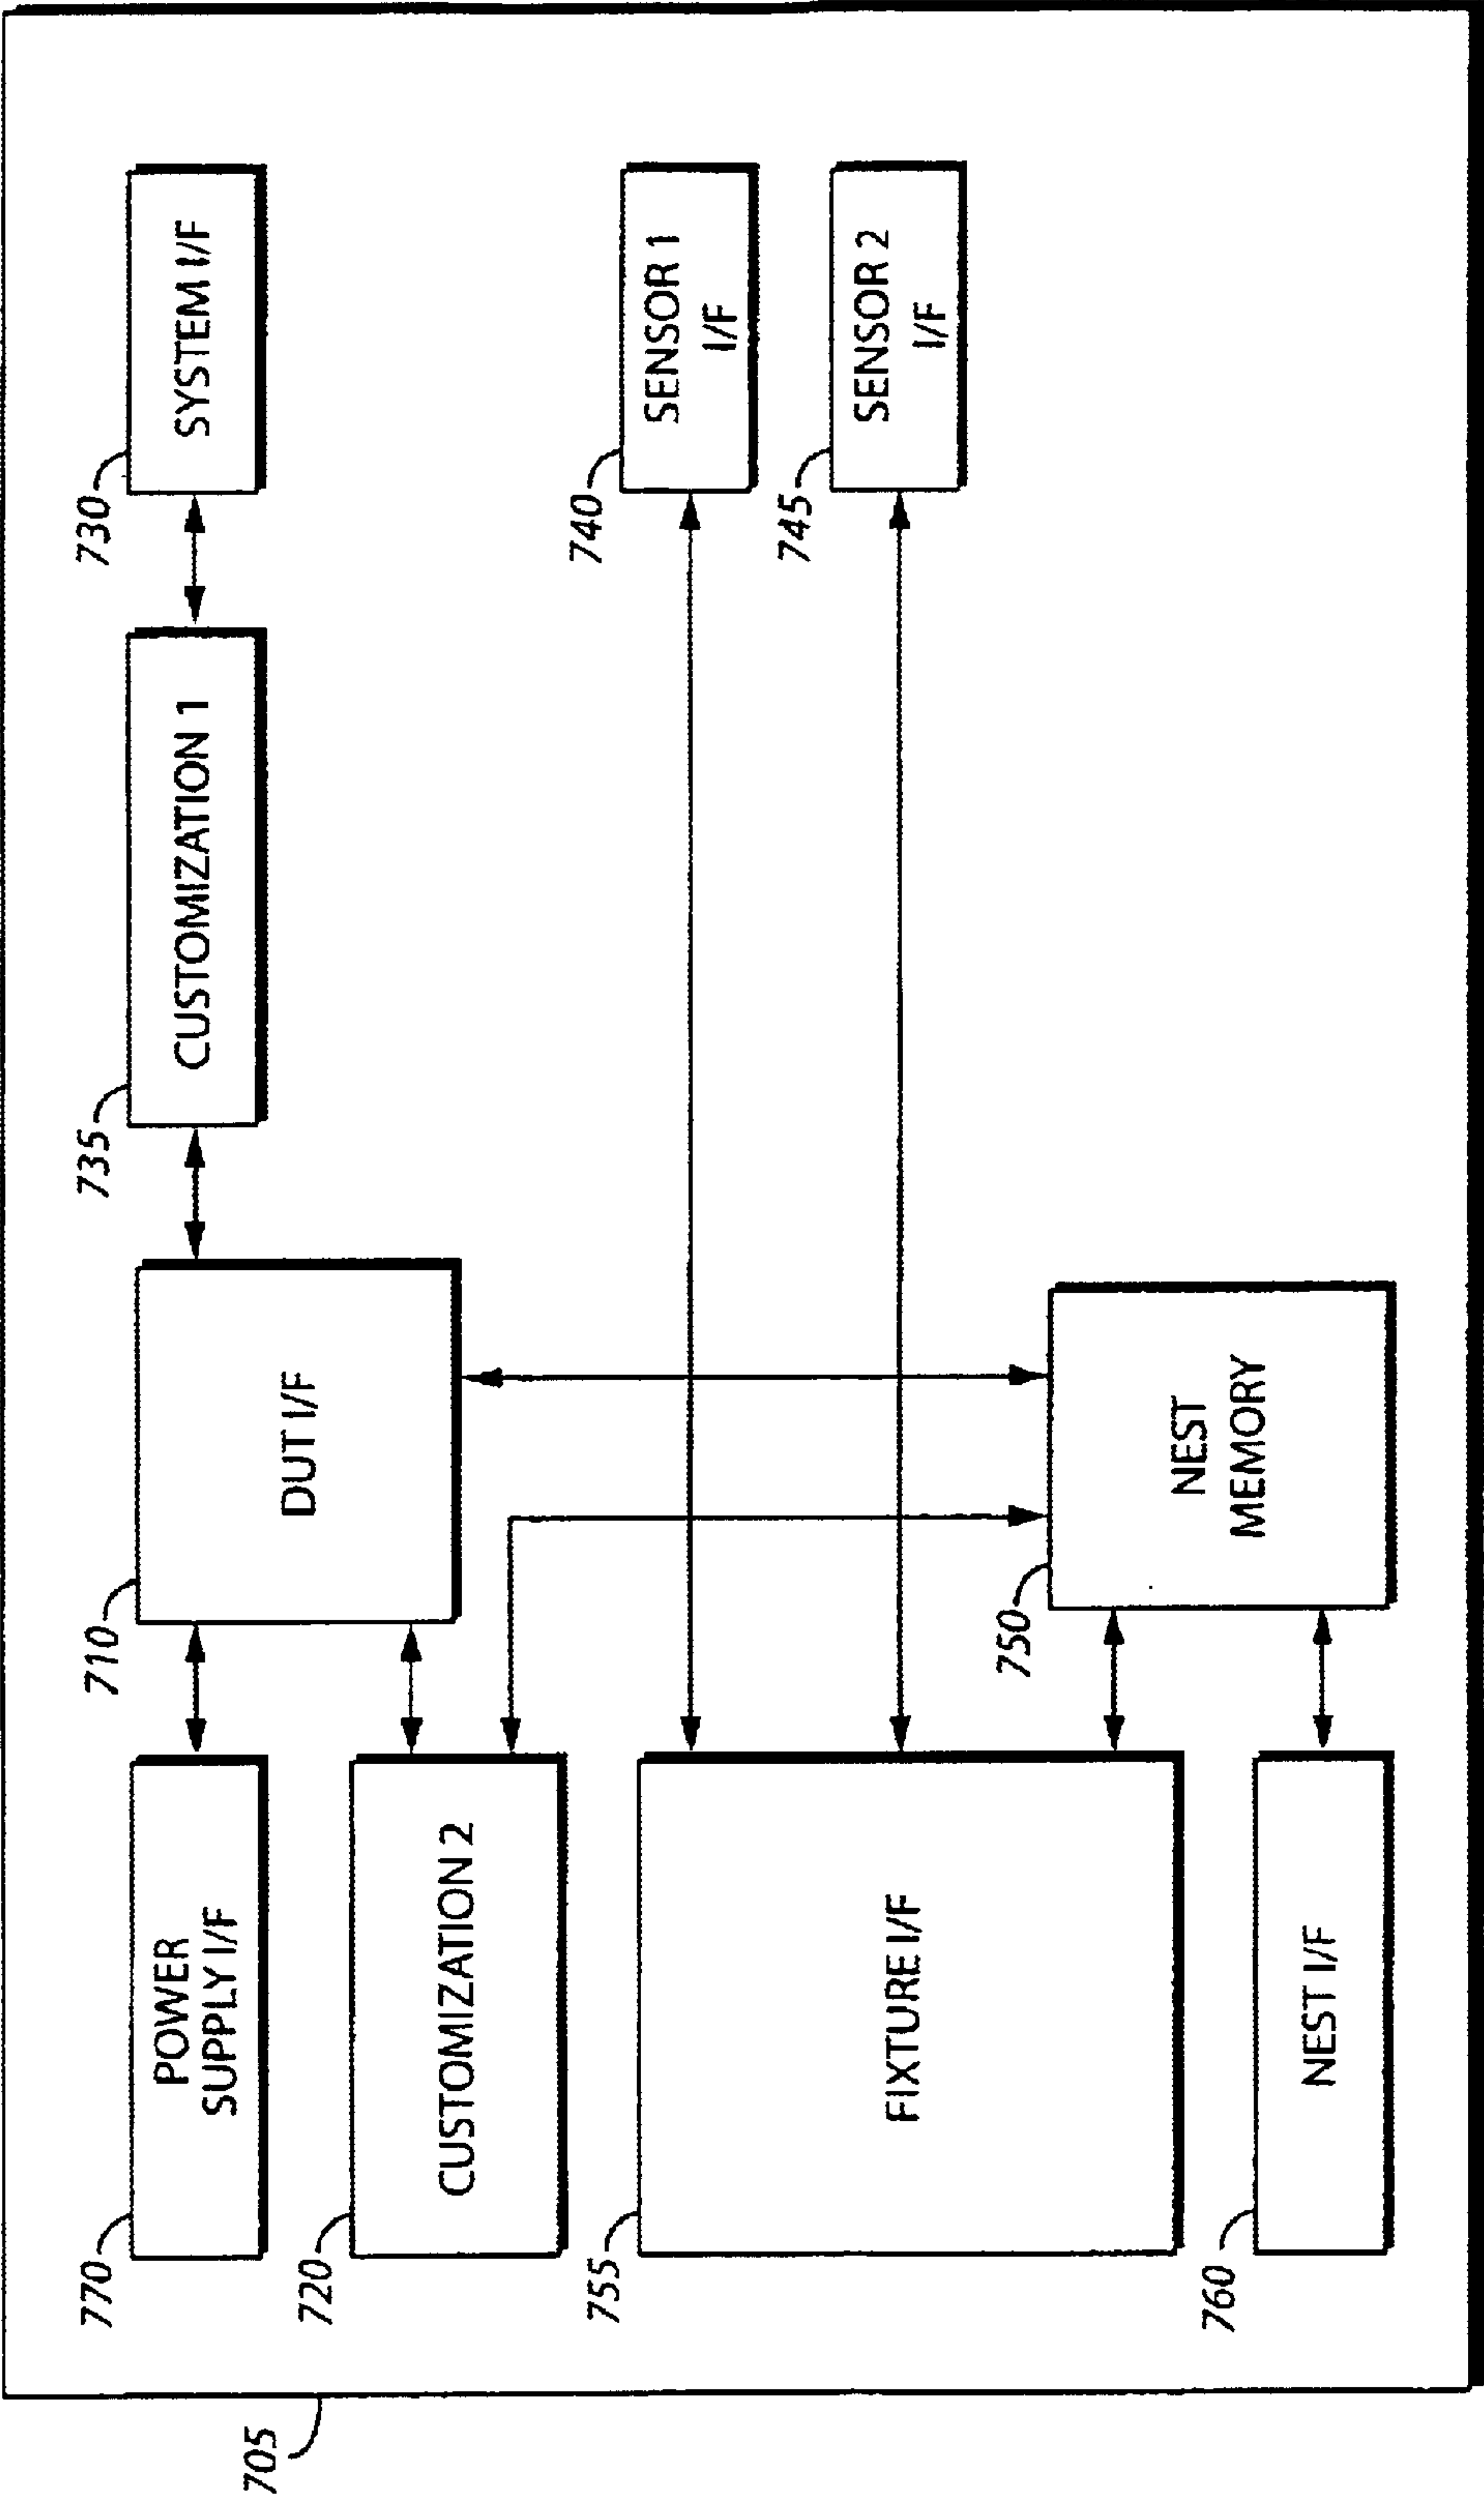 705
770
POWER
SUPPLY I/F
710
DUT I/F
735
CUSTOMIZATION 1
730
SYSTEM I/F
720
CUSTOMIZATION 2
740
SENSOR 1
I/F
745
SENSOR 2
I/F
755
FIXTURE I/F
750
NEST
MEMORY
760
NEST I/F